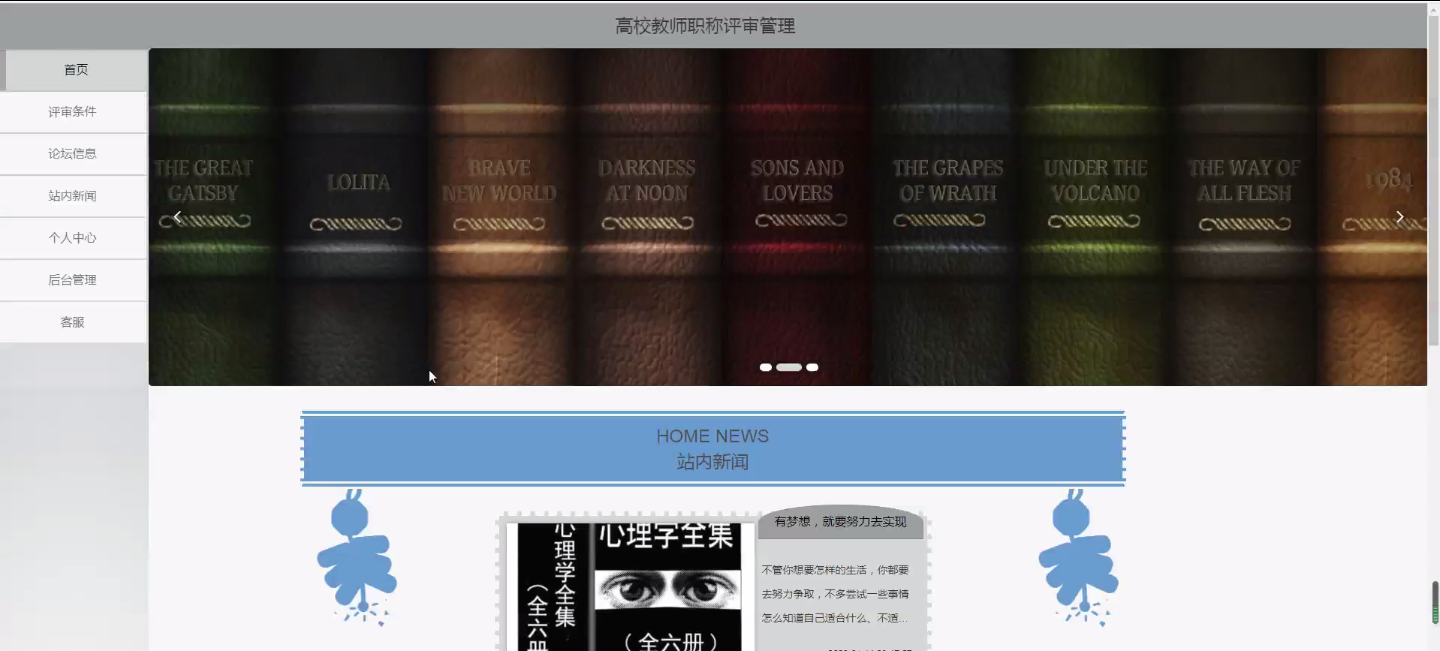 高校教师职称评审管理
首页
评审条件
论坛信息
站内新闻
个人中心
后台管理
客服
THE GREAT
GATSBY
LOLITA
BRAVE
NEW WORLD
DARKNESS
AT NOON
SONS AND
LOVERS
THE GRAPES
OF WRATH
UNDER THE
VOLCANO
THE WAY OF
ALL FLESH
1984
HOME NEWS
站内新闻
心理学全集
（全六册
心理学全集
（全六册）
有梦想，就要努力去实现
不管你想要怎样的生活，你都要
去努力争取，不多尝试一些事情
怎么知道自己适合什么、不适...